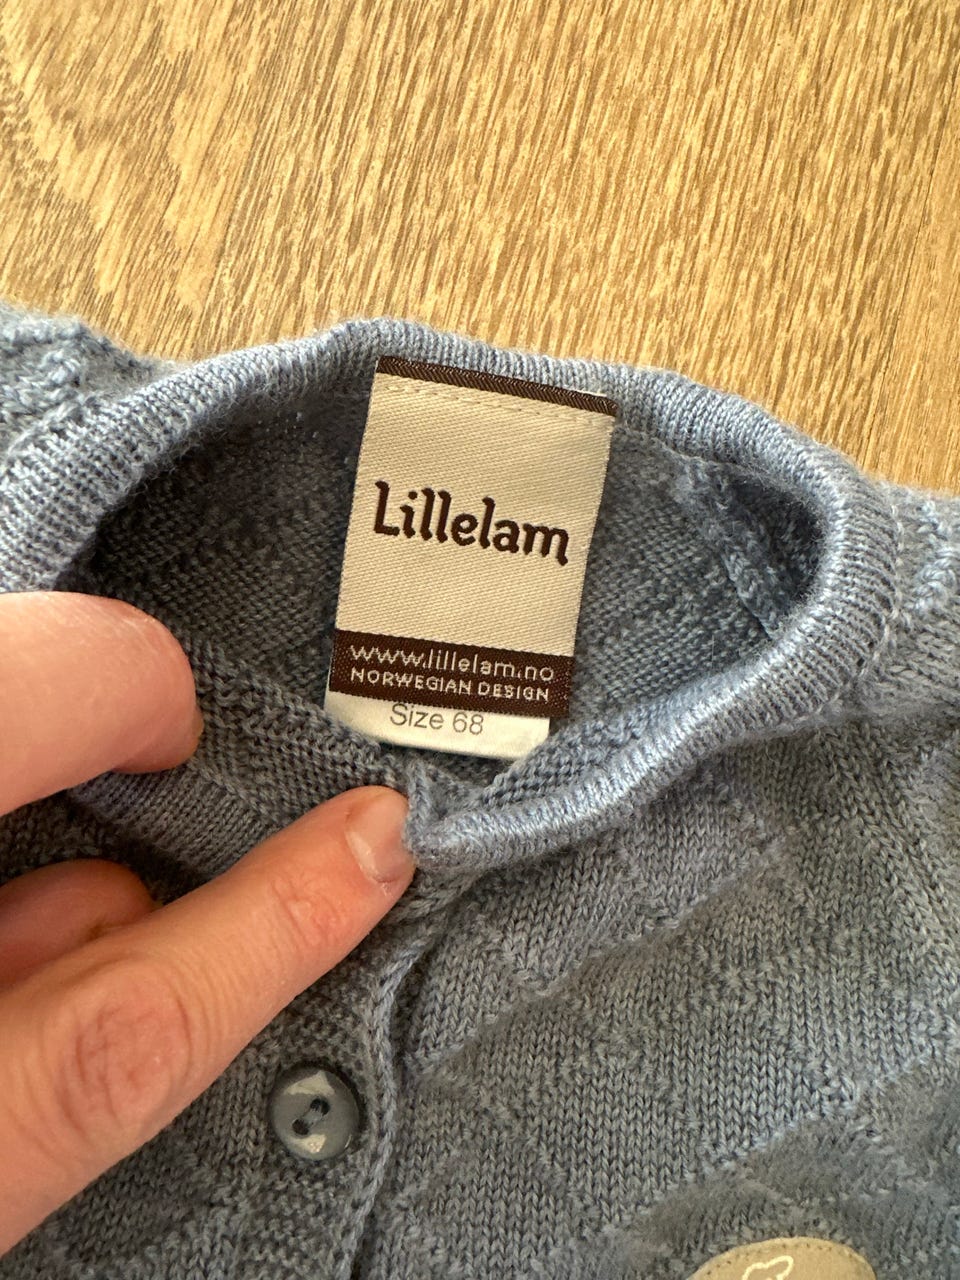 Lillelam
www.lillelam.no
NORWEGIAN DESIGN
Size 68